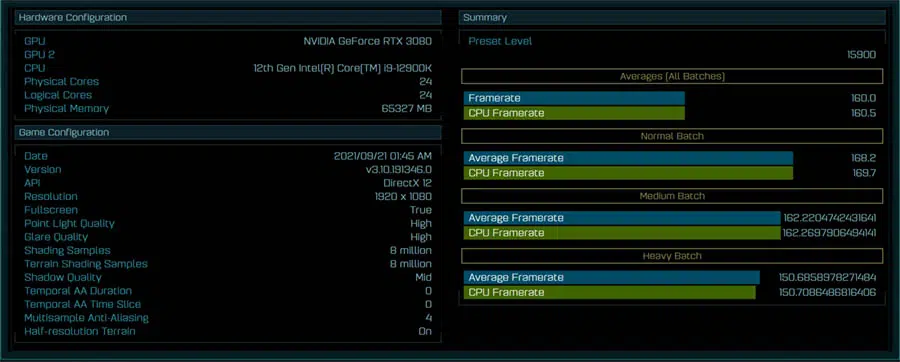 Hardware Configuration
GPU NVIDIA GeForce RTX 3080
GPU 2
CPU 12th Gen Intel(R) Core(TM) i9-12900K
Physical Cores 24
Logical Cores 24
Physical Memory 65327 MB
Game Configuration
Date 2021/09/21 01:45 AM
Version v3.10.191346.0
API DirectX 12
Resolution 1920 x 1080
Fullscreen True
Point Light Quality High
Glare Quality High
Shading Samples 8 million
Terrain Shading Samples 8 million
Shadow Quality Mid
Temporal AA Duration 0
Temporal AA Time Slice 0
Multisample Anti-Aliasing 4
Half-resolution Terrain On
Summary
Preset Level
15900
Averages (All Batches)
Framerate 160.0
CPU Framerate 160.5
Normal Batch
Average Framerate 168.2
CPU Framerate 169.7
Medium Batch
Average Framerate 162.2204742431641
CPU Framerate 162.2697906494141
Heavy Batch
Average Framerate 150.6858978271484
CPU Framerate 150.7086486816406